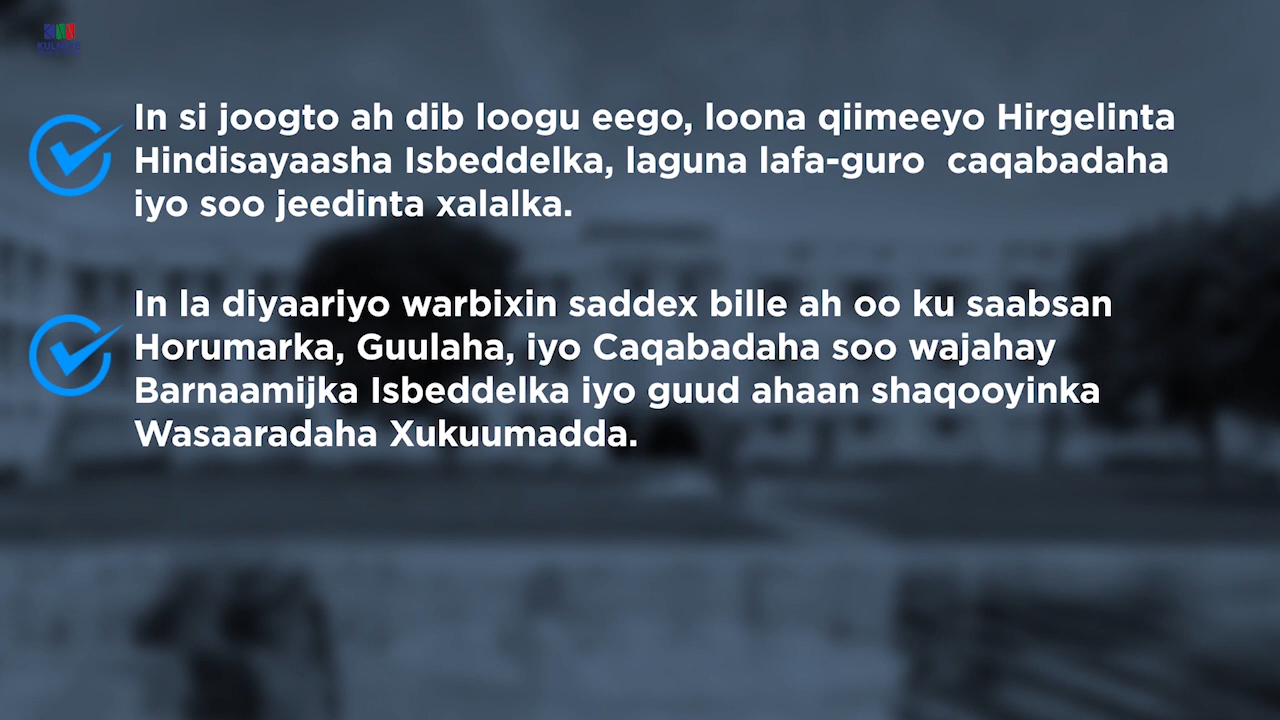 In si joogto ah dib loogu eego, loona qiimeeyo Hirgelinta
Hindisayaasha Isbeddelka, laguna lafa-guro caqabadaha
iyo soo jeedinta xalalka.
In la diyaariyo warbixin saddex bille ah oo ku saabsan
Horumarka, Guulaha, iyo Caqabadaha soo wajahay
Barnaamijka Isbeddelka iyo guud ahaan shaqooyinka
Wasaaradaha Xukuumadda.